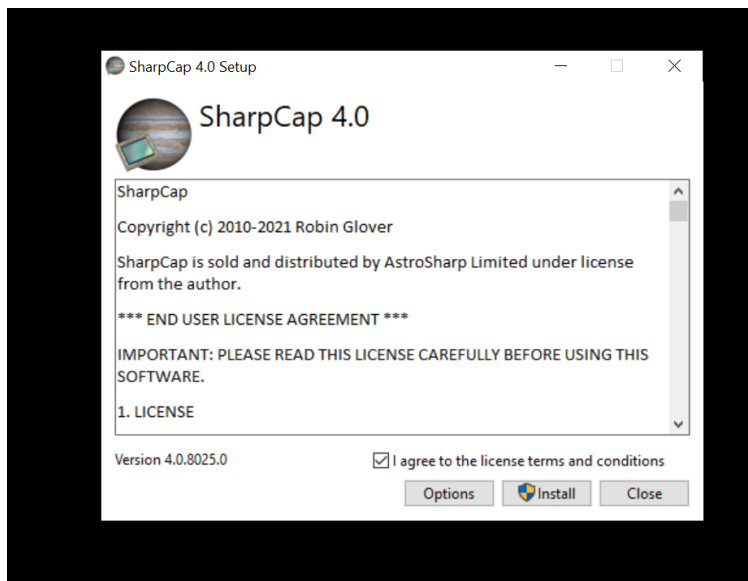 SharpCap 4.0 Setup
SharpCap 4.0
SharpCap
Copyright (c) 2010-2021 Robin Glover
SharpCap is sold and distributed by AstroSharp Limited under license
from the author.
*** END USER LICENSE AGREEMENT ***
IMPORTANT: PLEASE READ THIS LICENSE CAREFULLY BEFORE USING THIS
SOFTWARE.
1. LICENSE
Version 4.0.8025.0
I agree to the license terms and conditions
Options
Install
Close